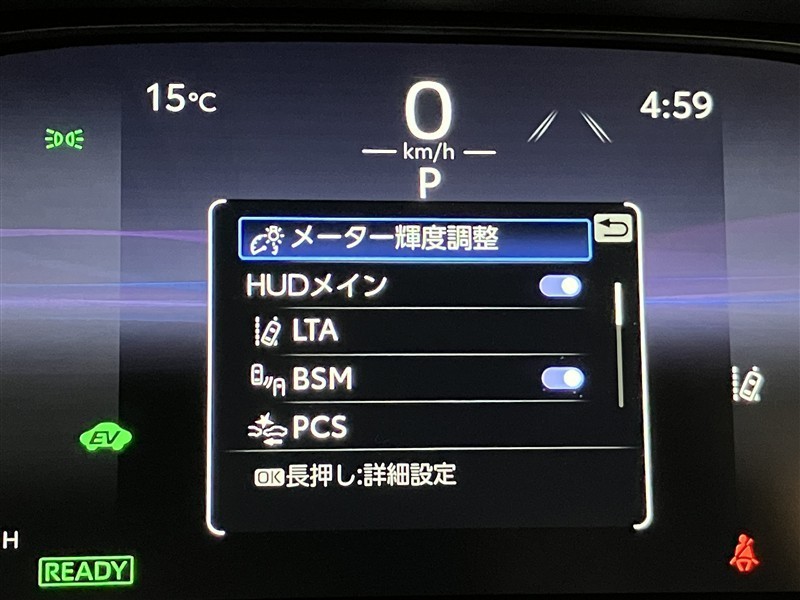 15°C
0
km/h
P
4:59
メーター輝度調整
HUDメイン
LTA
BSM
PCS
OK長押し:詳細設定
EV
H
READY